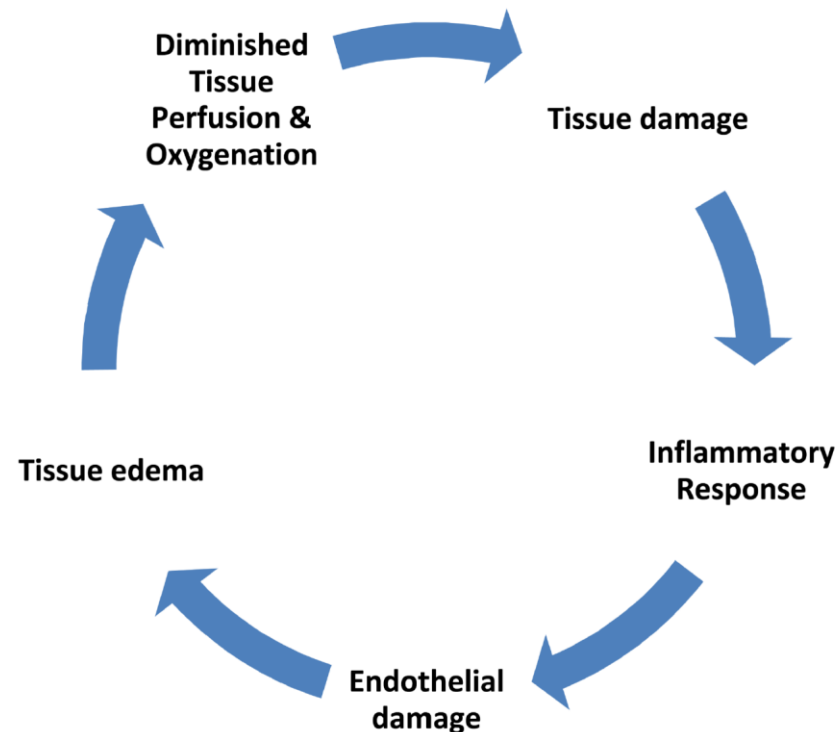 Diminished
Tissue
Perfusion &
Oxygenation
Tissue damage
Inflammatory
Response
Endothelial
damage
Tissue edema